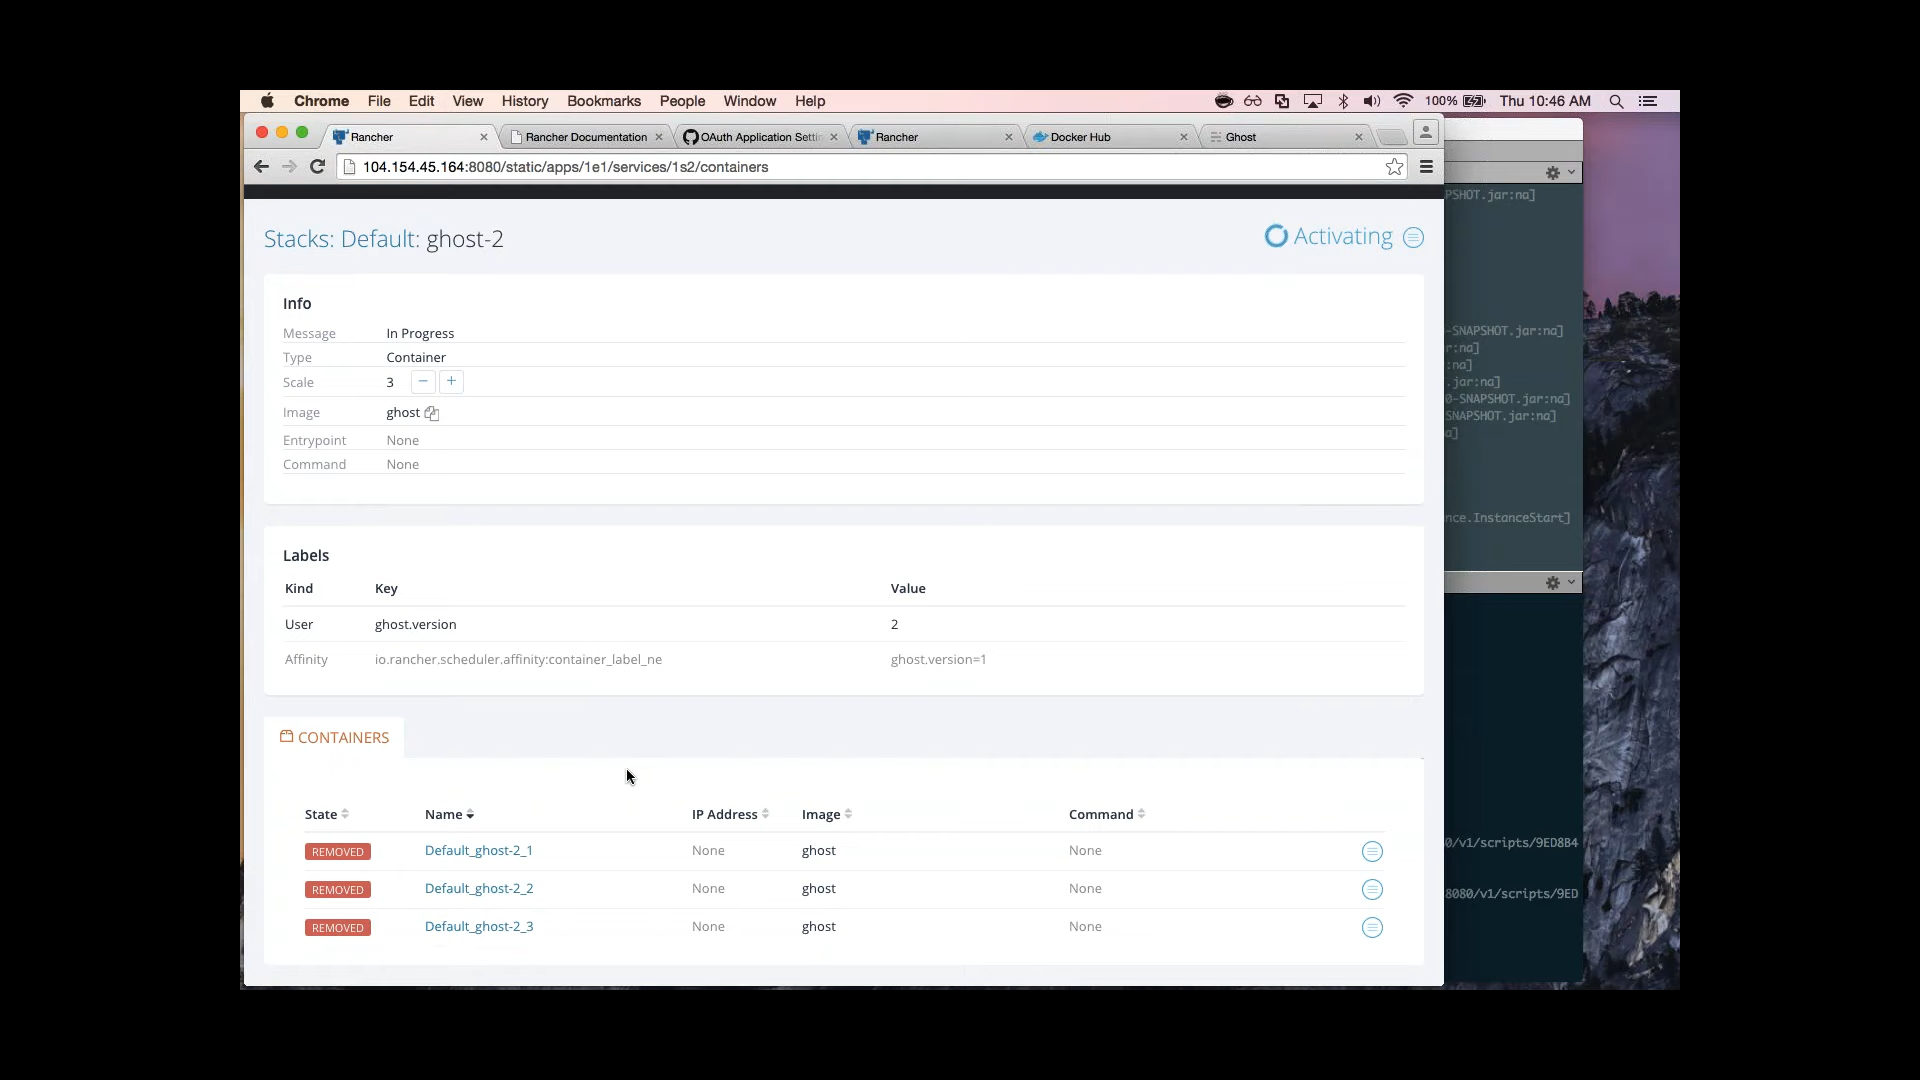 Chrome File Edit View History Bookmarks People Window Help 100% Thu 10:46 AM
Rancher Rancher Documentation OAuth Application Settin Rancher Docker Hub Ghost
104.154.45.164:8080/static/apps/1e1/services/1s2/containers
PSHOT.jar:na]
Stacks: Default: ghost-2 Activating
Info
Message In Progress
-SNAPSHOT.jar:na]
r:na]
Type Container
:na]
Scale 3 − +
.jar:na]
0-SNAPSHOT.jar:na]
Image ghost
SNAPSHOT.jar:na]
a]
Entrypoint None
Command None
nce.InstanceStart]
Labels
Kind Key Value
User ghost.version 2
Affinity io.rancher.scheduler.affinity:container_label_ne ghost.version=1
CONTAINERS
State Name IP Address Image Command
0/v1/scripts/9ED8B4
REMOVED Default_ghost-2_1 None ghost None
REMOVED Default_ghost-2_2 None ghost None
8080/v1/scripts/9ED
REMOVED Default_ghost-2_3 None ghost None